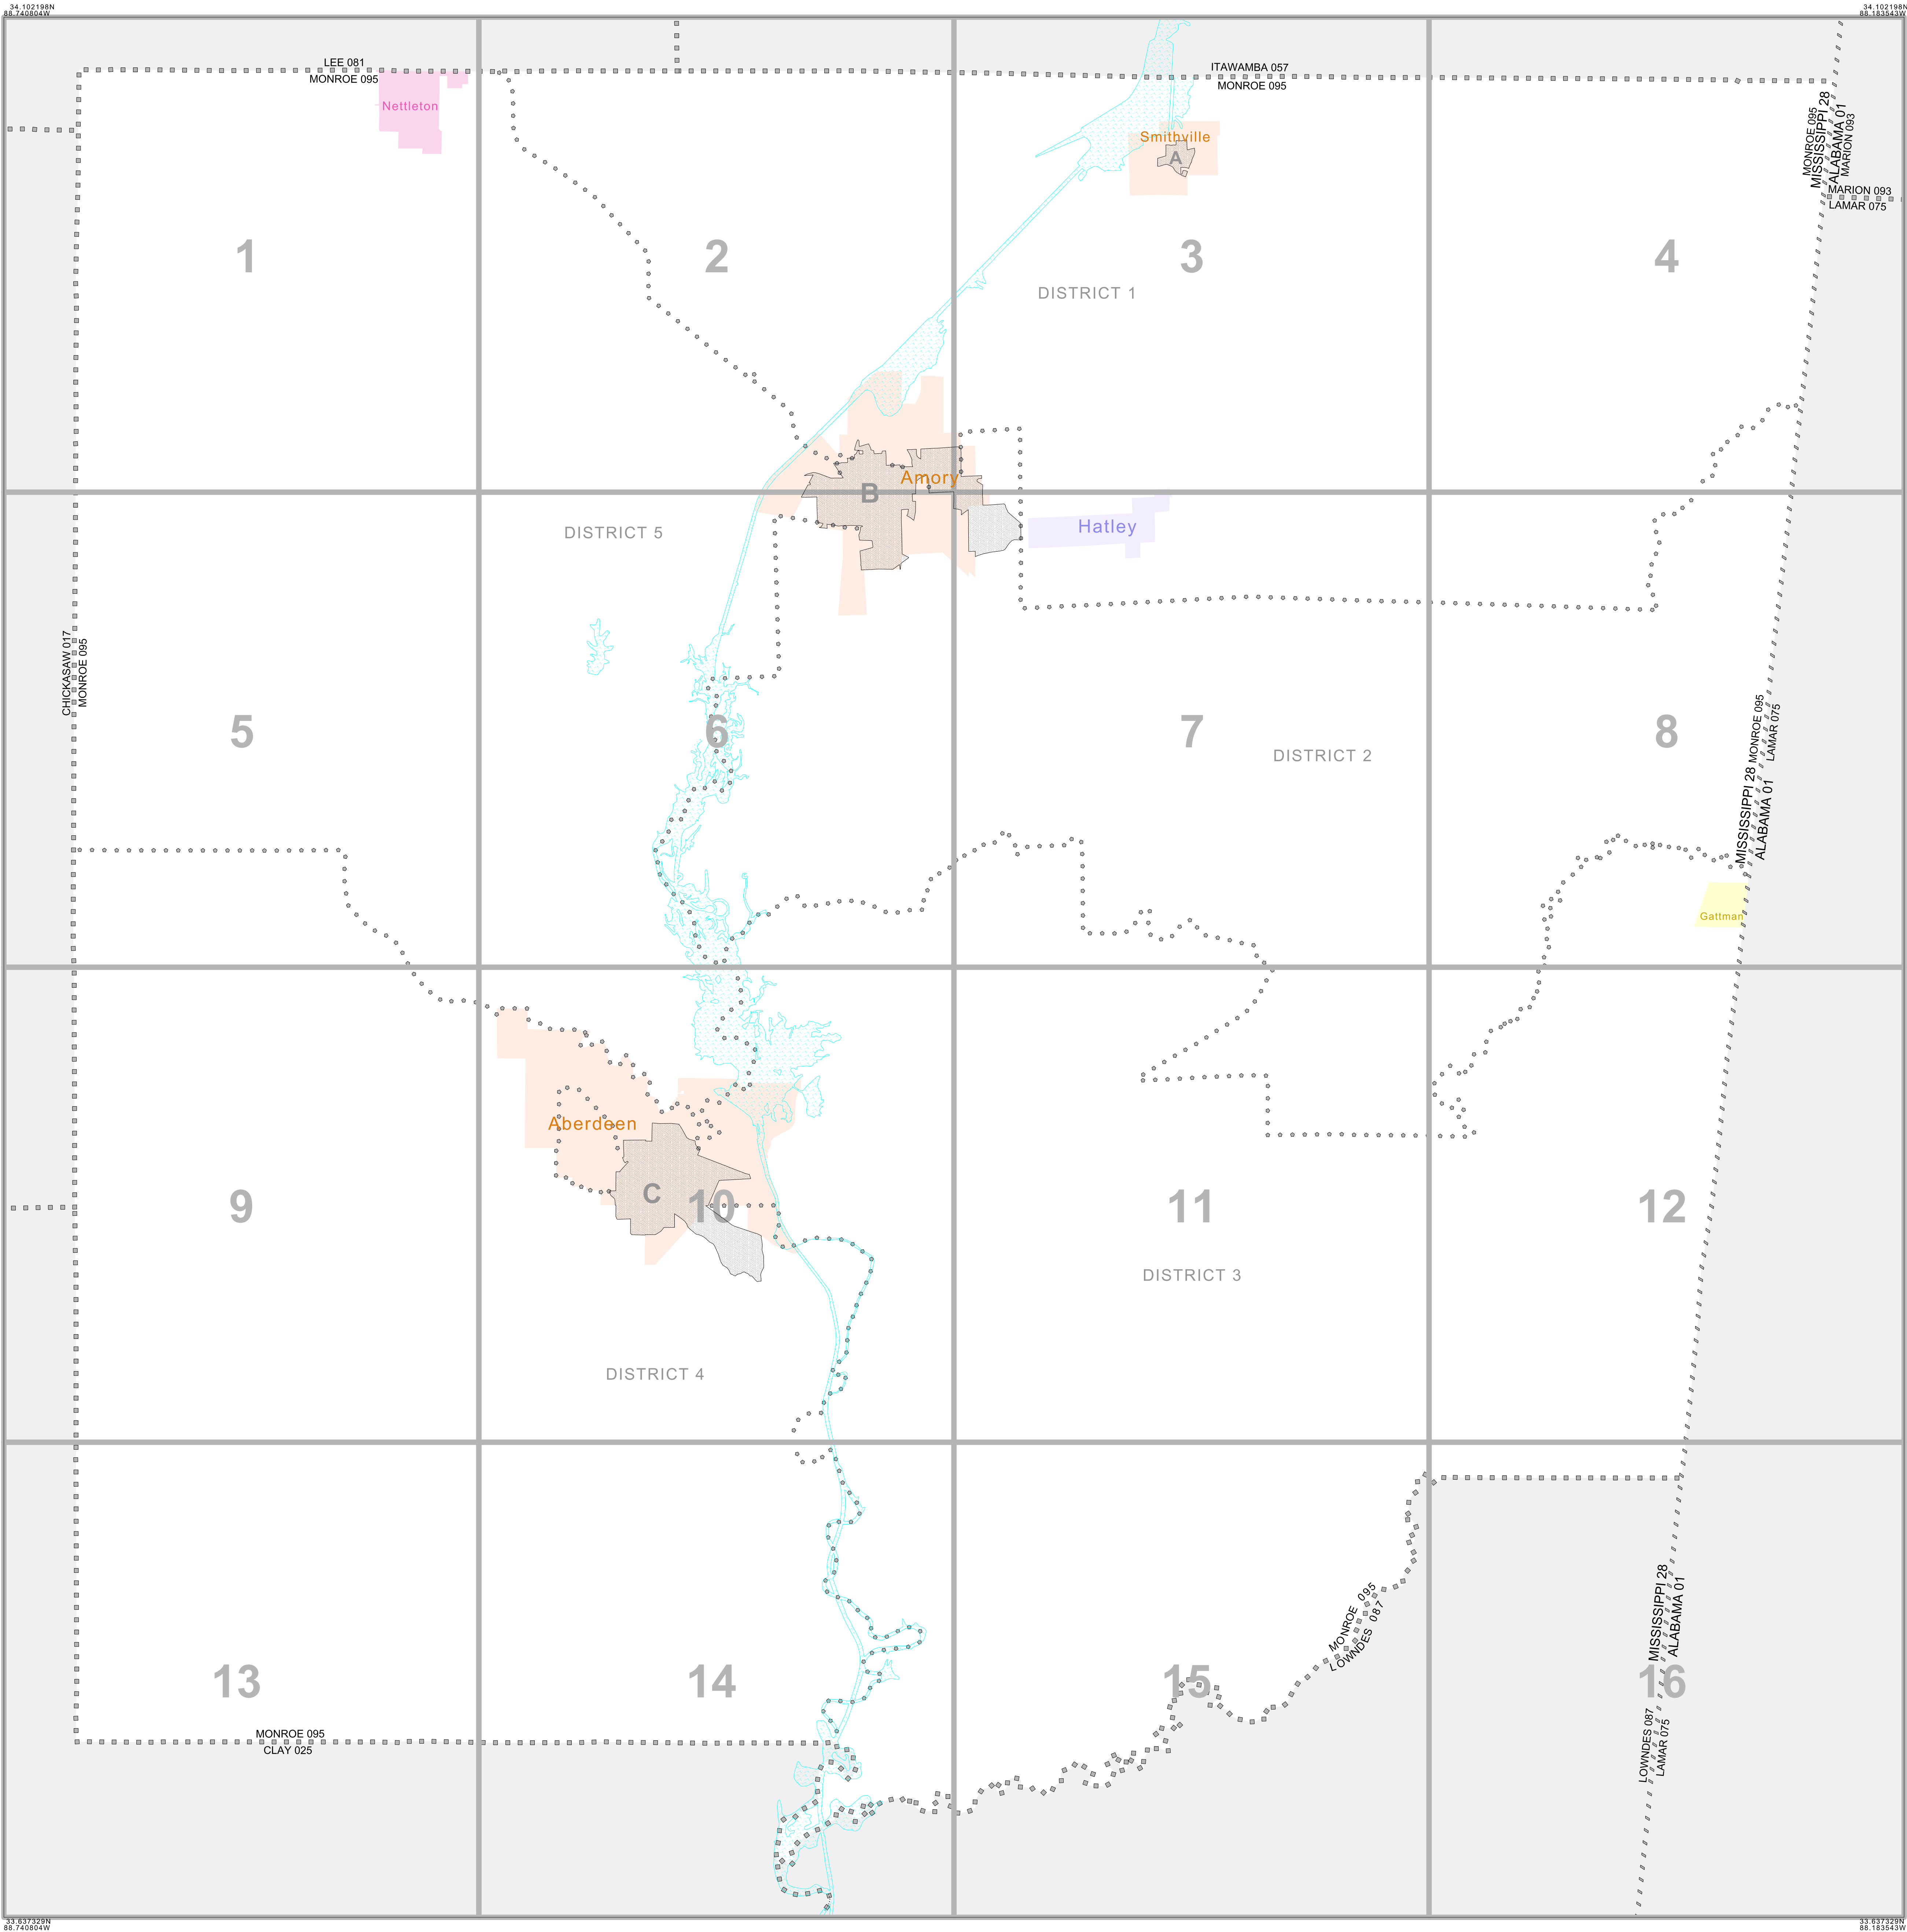 34.102198N
88.740804W
34.102198N
88.183543W
LEE 081
MONROE 095
ITAWAMBA 057
MONROE 095
Nettleton
Smithville
A
MONROE 095
MISSISSIPPI 28
ALABAMA 01
MARION 093
MARION 093
LAMAR 075
1
2
3
4
DISTRICT 1
Amory
B
Hatley
DISTRICT 5
CHICKASAW 017
MONROE 095
5
6
7
8
DISTRICT 2
MISSISSIPPI 28
MONROE 095
ALABAMA 01
LAMAR 075
Gattman
Aberdeen
C
9
10
11
12
DISTRICT 3
DISTRICT 4
MONROE 095
LOWNDES 087
MISSISSIPPI 28
ALABAMA 01
13
14
15
16
LOWNDES 087
LAMAR 075
MONROE 095
CLAY 025
33.637329N
88.740804W
33.637329N
88.183543W